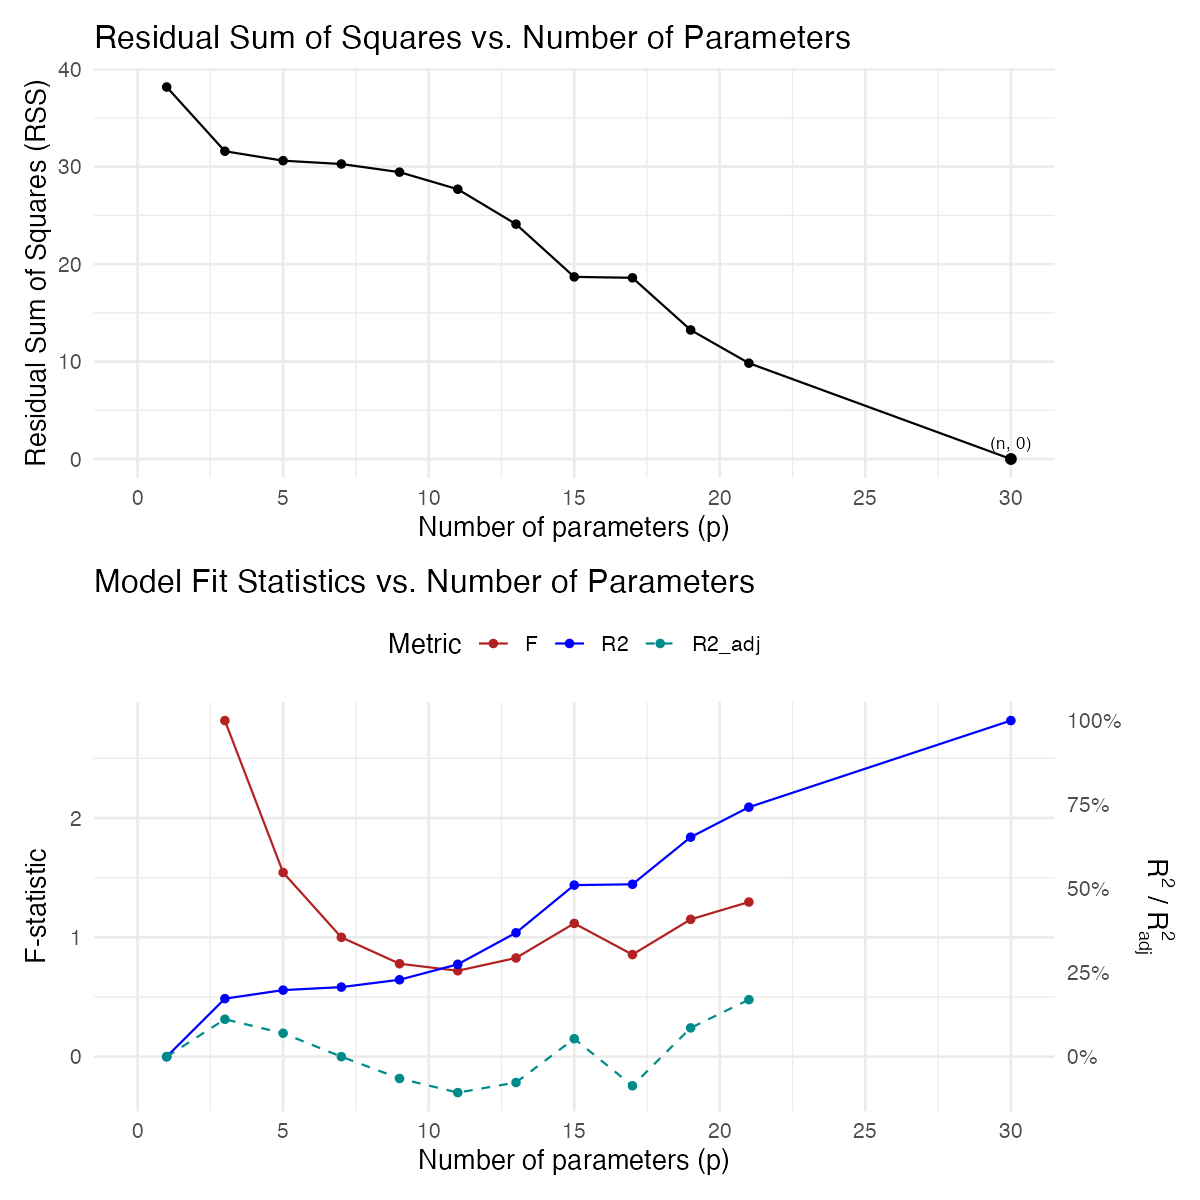 Residual Sum of Squares vs. Number of Parameters
Residual Sum of Squares (RSS)
40
30
20
10
0
(n, 0)
0 5 10 15 20 25 30
Number of parameters (p)
Model Fit Statistics vs. Number of Parameters
Metric F R2 R2_adj
F-statistic
2
1
0
100%
75%
50%
25%
0%
R² / R²adj
0 5 10 15 20 25 30
Number of parameters (p)